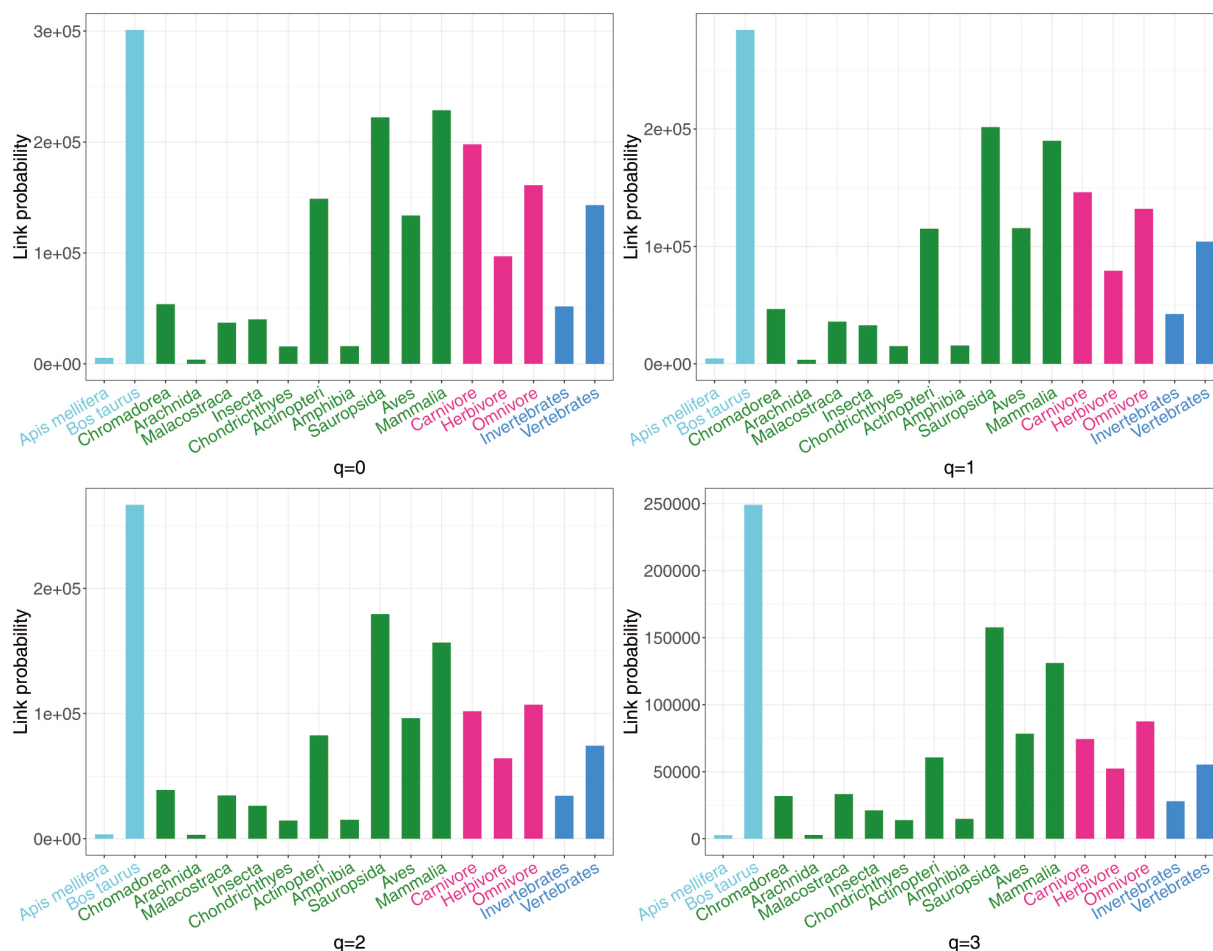 3e+05
2e+05
1e+05
0e+00
Link probability
Apis mellifera
Bos taurus
Chromadorea
Arachnida
Malacostraca
Insecta
Chondrichthyes
Actinopteri
Amphibia
Sauropsida
Aves
Mammalia
Carnivore
Herbivore
Omnivore
Invertebrates
Vertebrates
q=0
2e+05
1e+05
0e+00
Link probability
Apis mellifera
Bos taurus
Chromadorea
Arachnida
Malacostraca
Insecta
Chondrichthyes
Actinopteri
Amphibia
Sauropsida
Aves
Mammalia
Carnivore
Herbivore
Omnivore
Invertebrates
Vertebrates
q=1
2e+05
1e+05
0e+00
Link probability
Apis mellifera
Bos taurus
Chromadorea
Arachnida
Malacostraca
Insecta
Chondrichthyes
Actinopteri
Amphibia
Sauropsida
Aves
Mammalia
Carnivore
Herbivore
Omnivore
Invertebrates
Vertebrates
q=2
250000
200000
150000
100000
50000
0
Link probability
Apis mellifera
Bos taurus
Chromadorea
Arachnida
Malacostraca
Insecta
Chondrichthyes
Actinopteri
Amphibia
Sauropsida
Aves
Mammalia
Carnivore
Herbivore
Omnivore
Invertebrates
Vertebrates
q=3